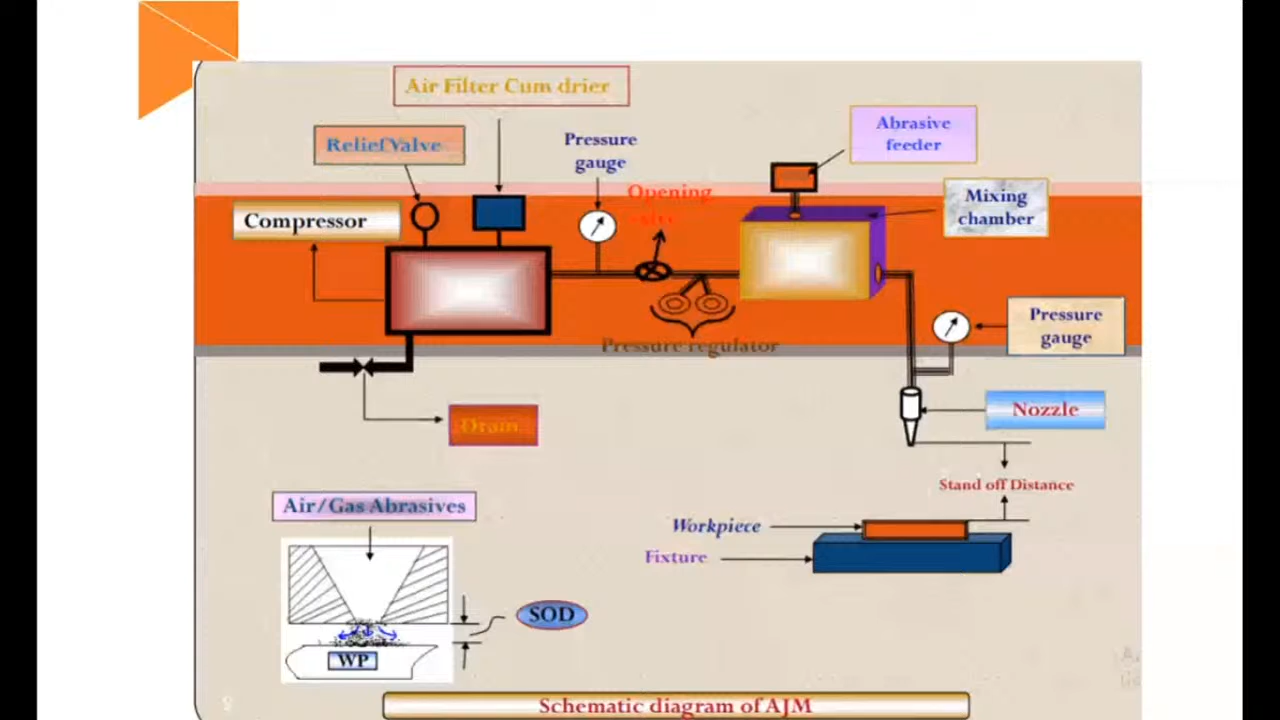 Air Filter Cum drier
Relief Valve
Pressure
gauge
Abrasive
feeder
Opening
Mixing
chamber
Compressor
Pressure
gauge
Pressure regulator
Nozzle
Drain
Stand off Distance
Air/Gas Abrasives
Workpiece
Fixture
SOD
WP
Schematic diagram of AJM
9